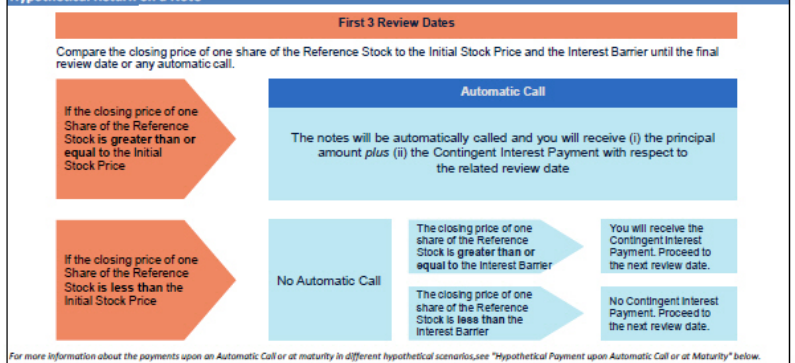 Hypothetical Return on a Note
First 3 Review Dates
Compare the closing price of one share of the Reference Stock to the Initial Stock Price and the Interest Barrier until the final
review date or any automatic call.
If the closing price of one
Share of the Reference
Stock is greater than or
equal to the Initial
Stock Price
Automatic Call
The notes will be automatically called and you will receive (i) the principal
amount plus (ii) the Contingent Interest Payment with respect to
the related review date
If the closing price of one
Share of the Reference
Stock is less than the
Initial Stock Price
No Automatic Call
The closing price of one
share of the Reference
Stock is greater than or
equal to the Interest Barrier
You will receive the
Contingent Interest
Payment. Proceed to
the next review date.
The closing price of one
share of the Reference
Stock is less than the
Interest Barrier
No Contingent Interest
Payment. Proceed to
the next review date.
For more information about the payments upon an Automatic Call or at maturity in different hypothetical scenarios,see "Hypothetical Payment upon Automatic Call or at Maturity" below.